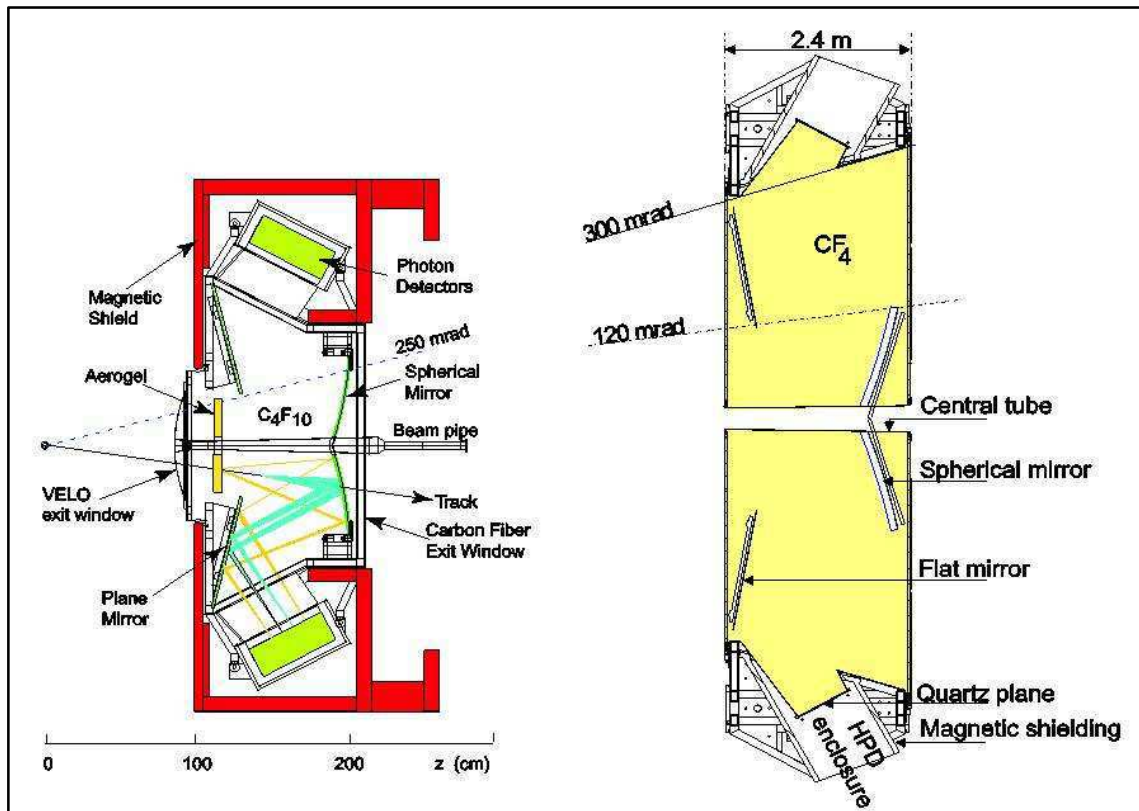 Magnetic
Shield
Aerogel
VELO
exit window
Plane
Mirror
C4F10
250 mrad
Photon
Detectors
Spherical
Mirror
Beam pipe
Track
Carbon Fiber
Exit Window
0
100
200
z (cm)
2.4 m
300 mrad
CF4
120 mrad
Central tube
Spherical mirror
Flat mirror
Quartz plane
Magnetic shielding
HPD
enclosure